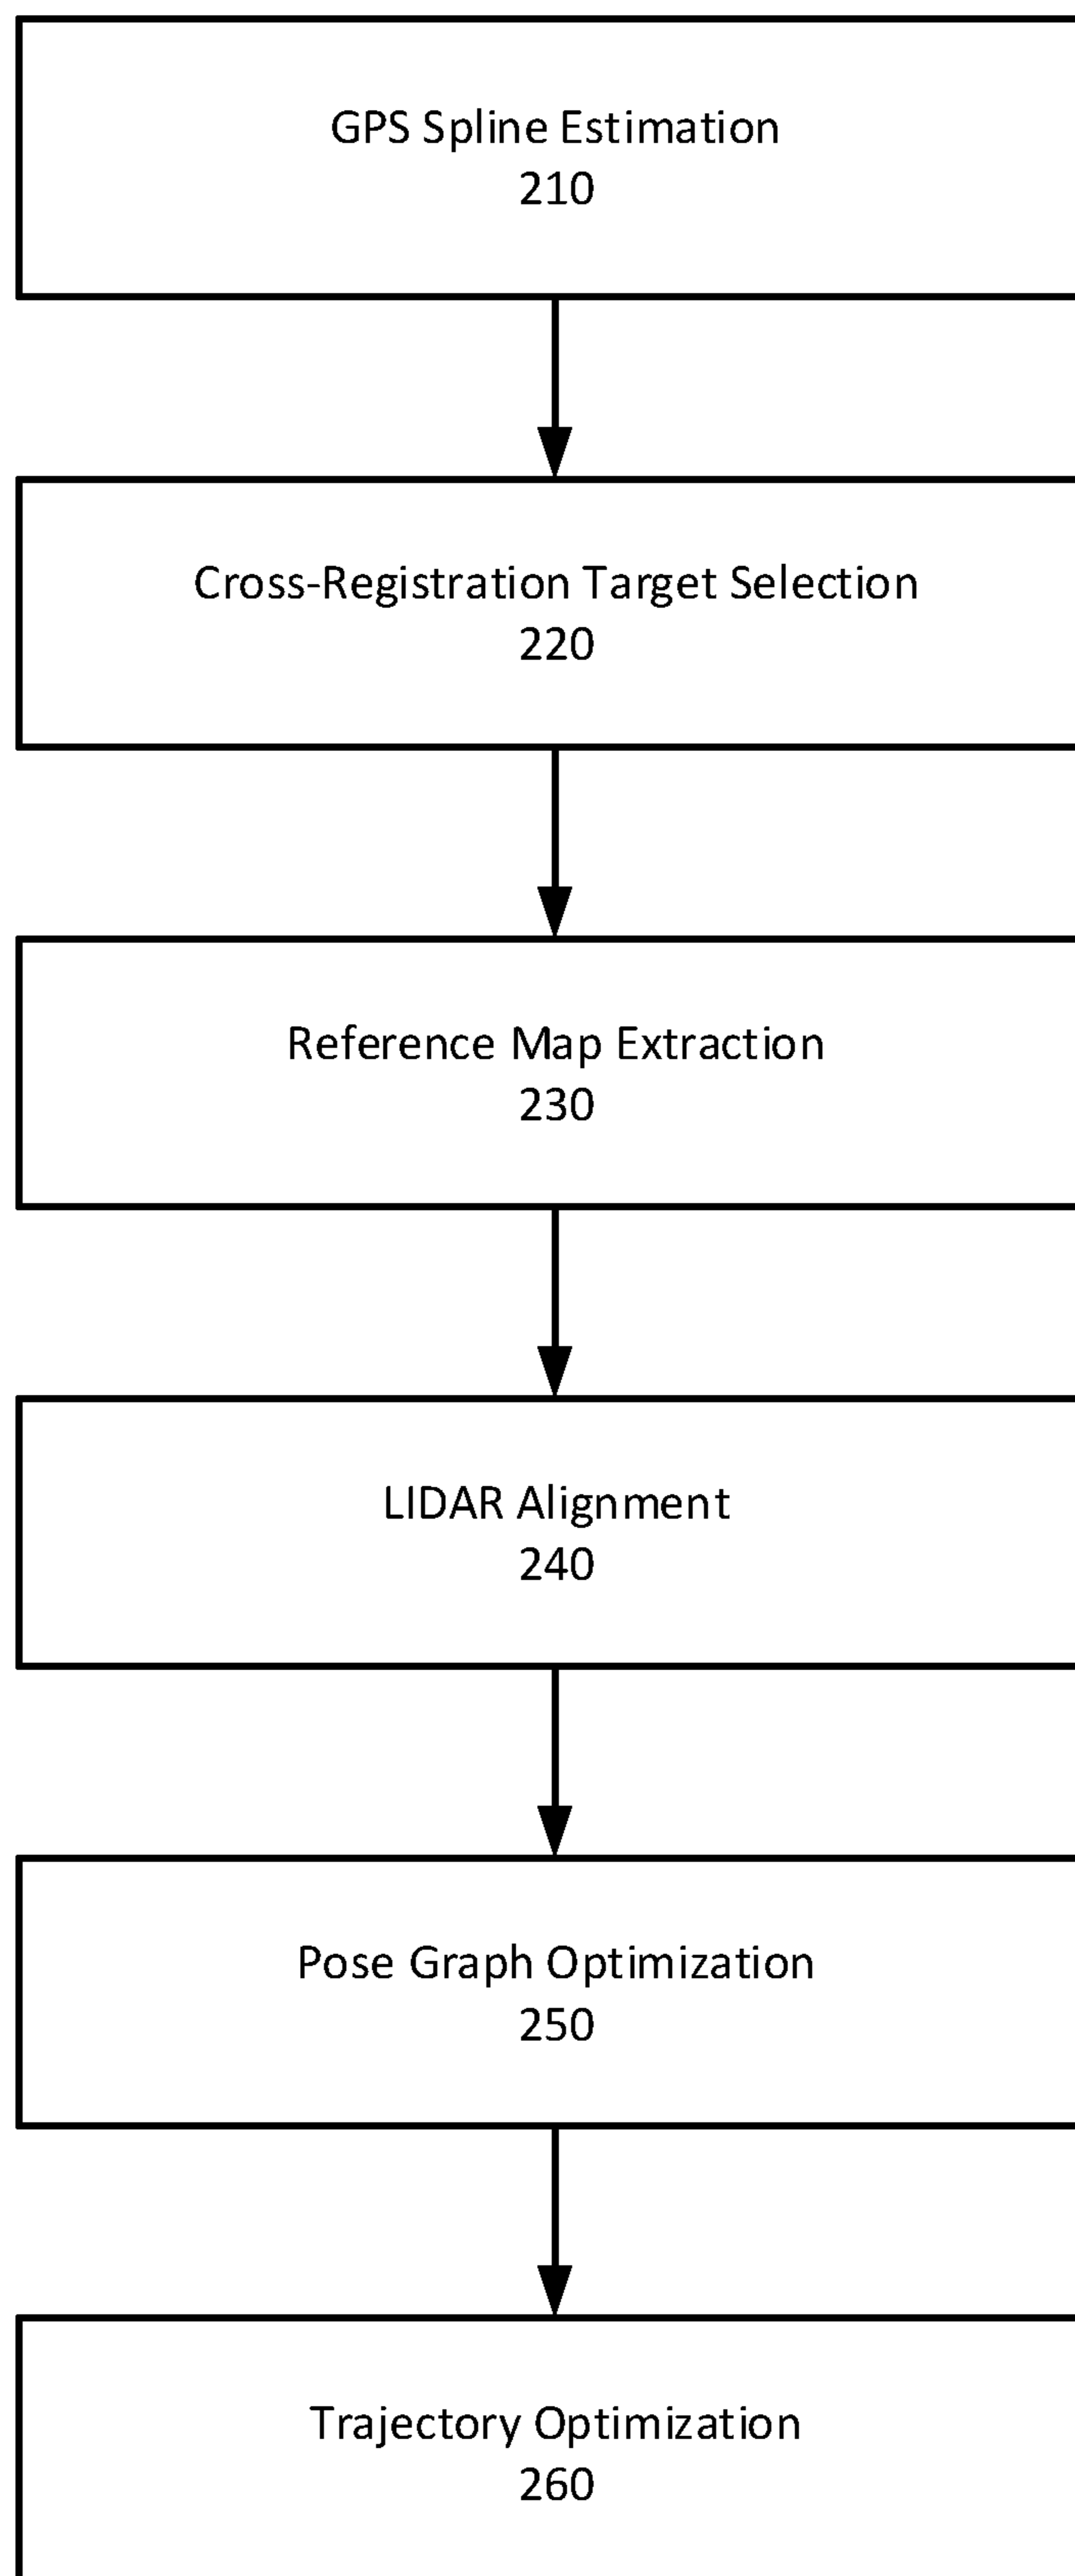 GPS Spline Estimation
210
Cross-Registration Target Selection
220
Reference Map Extraction
230
LIDAR Alignment
240
Pose Graph Optimization
250
Trajectory Optimization
260